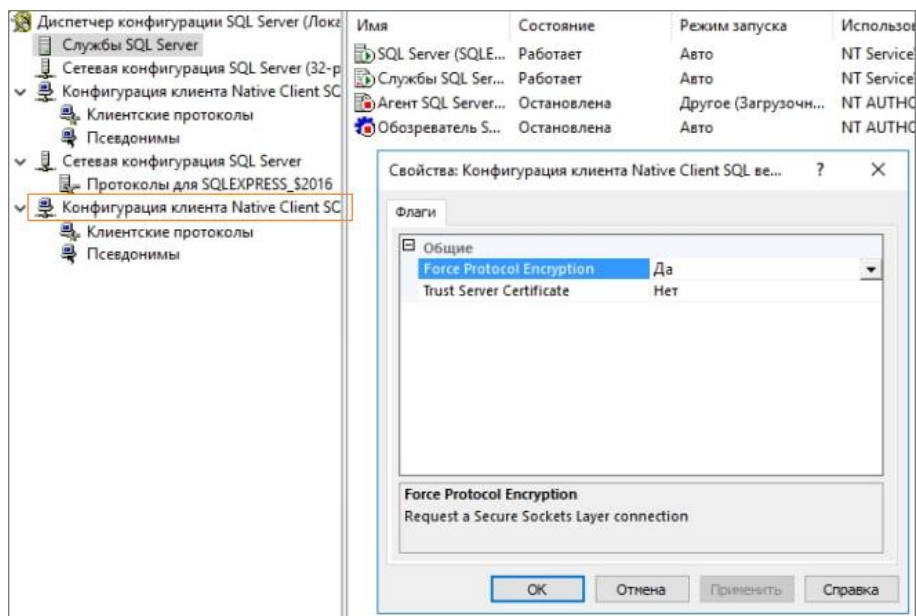 Диспетчер конфигурации SQL Server (Лока
Службы SQL Server
Сетевая конфигурация SQL Server (32-р
Конфигурация клиента Native Client SC
Клиентские протоколы
Псевдонимы
Сетевая конфигурация SQL Server
Протоколы для SQLEXPRESS_$2016
Конфигурация клиента Native Client SC
Клиентские протоколы
Псевдонимы
Имя Состояние Режим запуска Использов
SQL Server (SQLE... Работает Авто NT Service
Службы SQL Ser... Работает Авто NT Service
Агент SQL Server... Остановлена Другое (Загрузочн... NT AUTHO
Обозреватель S... Остановлена Авто NT AUTHO
Свойства: Конфигурация клиента Native Client SQL ве... ?
Флаги
Общие
Force Protocol Encryption Да
Trust Server Certificate Нет
Force Protocol Encryption
Request a Secure Sockets Layer connection
OK Отмена Применить Справка